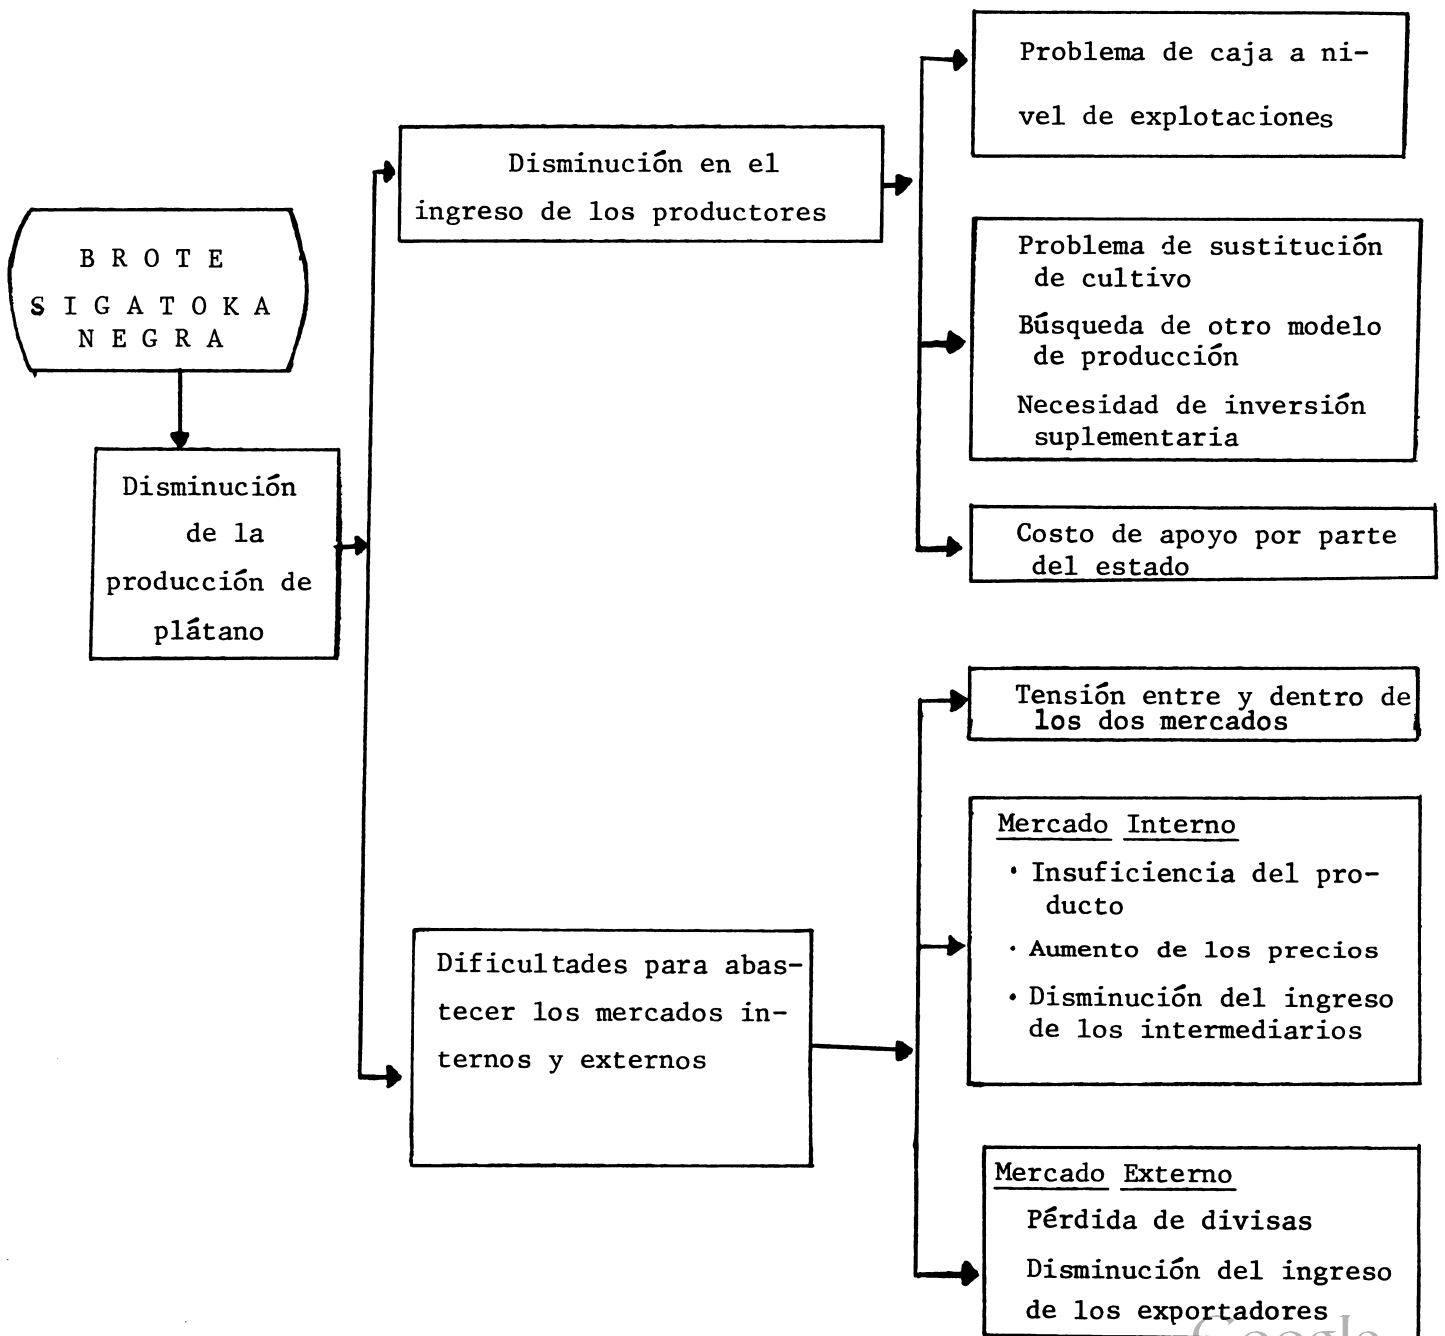 BROTE
SIGATOKA
NEGRA
Disminución
de la
producción de
plátano
Disminución en el
ingreso de los productores
Problema de caja a ni-
vel de explotaciones
Problema de sustitución
de cultivo
Búsqueda de otro modelo
de producción
Necesidad de inversión
suplementaria
Costo de apoyo por parte
del estado
Dificultades para abas-
tecer los mercados in-
ternos y externos
Tensión entre y dentro de
los dos mercados
Mercado Interno
· Insuficiencia del pro-
ducto
· Aumento de los precios
· Disminución del ingreso
de los intermediarios
Mercado Externo
Pérdida de divisas
Disminución del ingreso
de los exportadores
Google